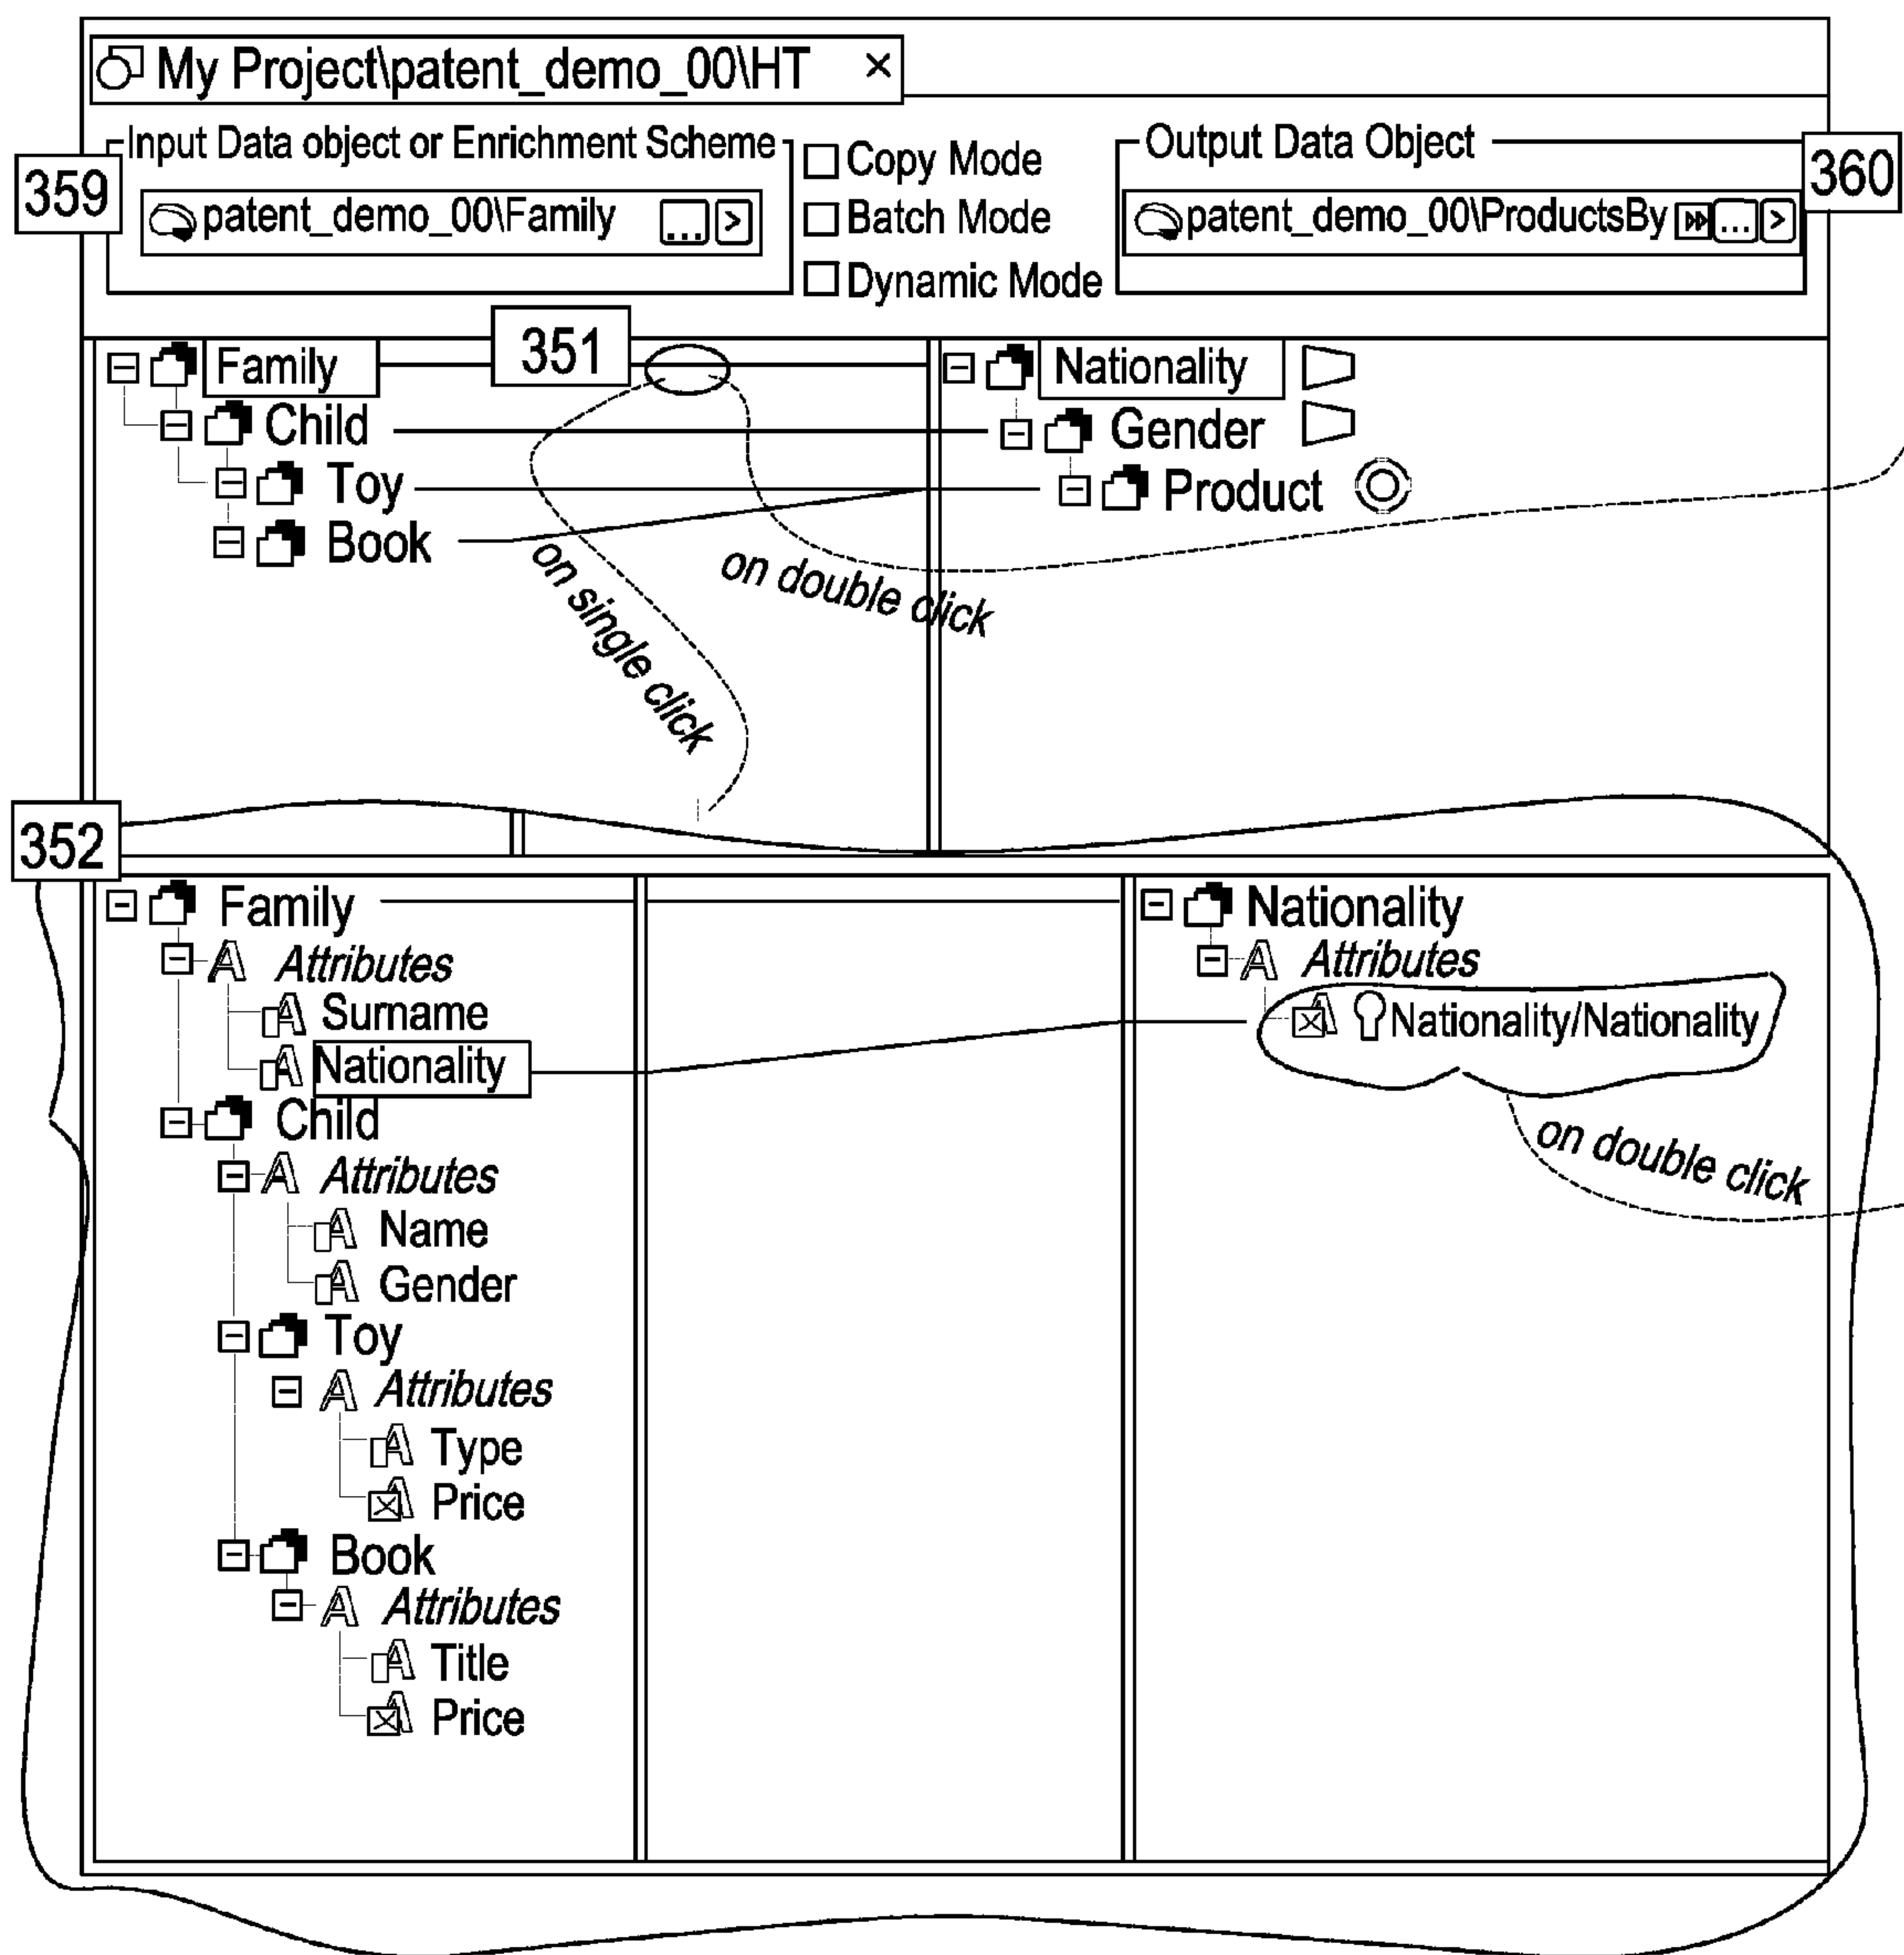 My Project\patent_demo_00\HT ×
Input Data object or Enrichment Scheme
Copy Mode
Output Data Object
359
360
patent_demo_00\Family ... >
Batch Mode
patent_demo_00\ProductsBy ... >
Dynamic Mode
351
Family
Nationality
Child
Gender
Toy
Product
Book
on single click
on double click
352
Family
Nationality
A Attributes
A Attributes
A Surname
A Nationality/Nationality
A Nationality
Child
on double click
A Attributes
A Name
A Gender
Toy
A Attributes
A Type
A Price
Book
A Attributes
A Title
A Price